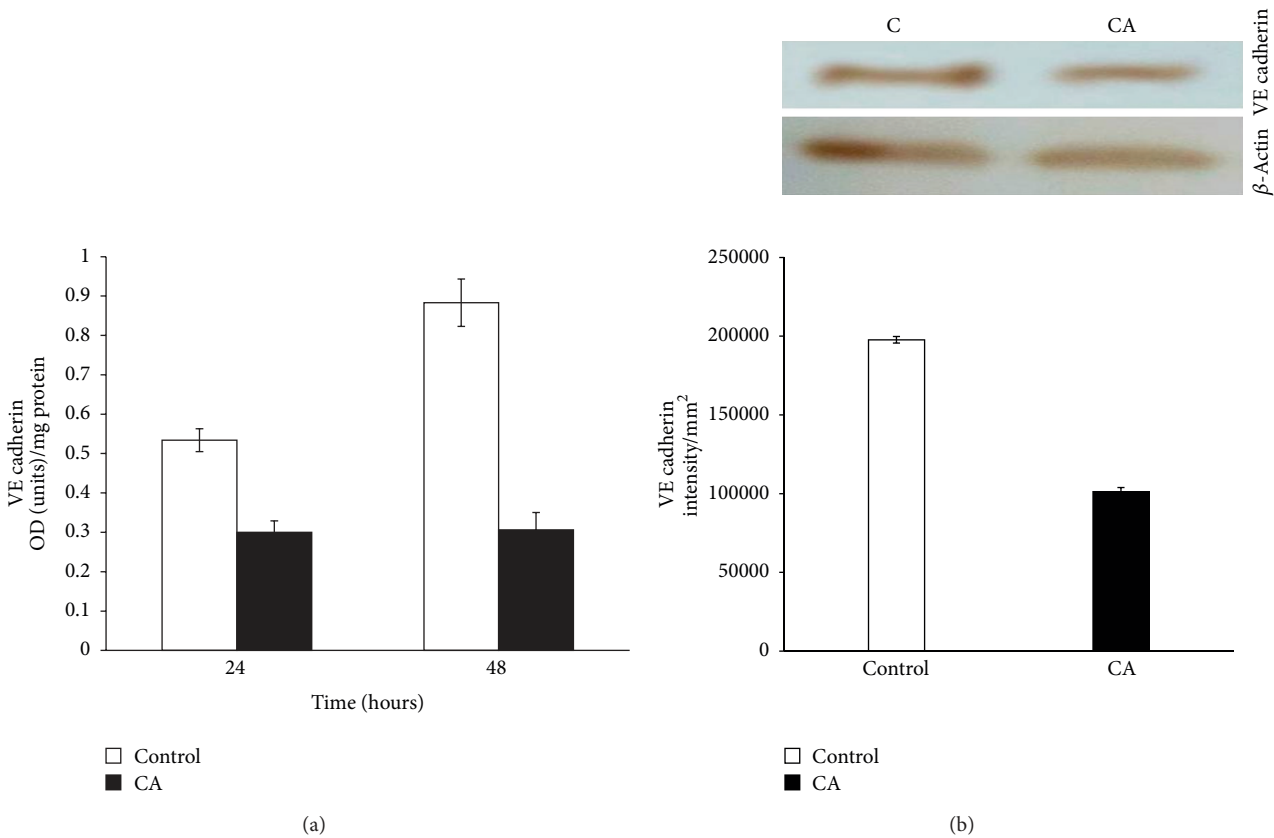 C CA
VE cadherin
β-Actin
1
0.9
0.8
0.7
0.6
0.5
0.4
0.3
0.2
0.1
0
VE cadherin
OD (units)/mg protein
24 48
Time (hours)
Control
CA
(a)
250000
200000
150000
100000
50000
0
VE cadherin
intensity/mm²
Control CA
Control
CA
(b)